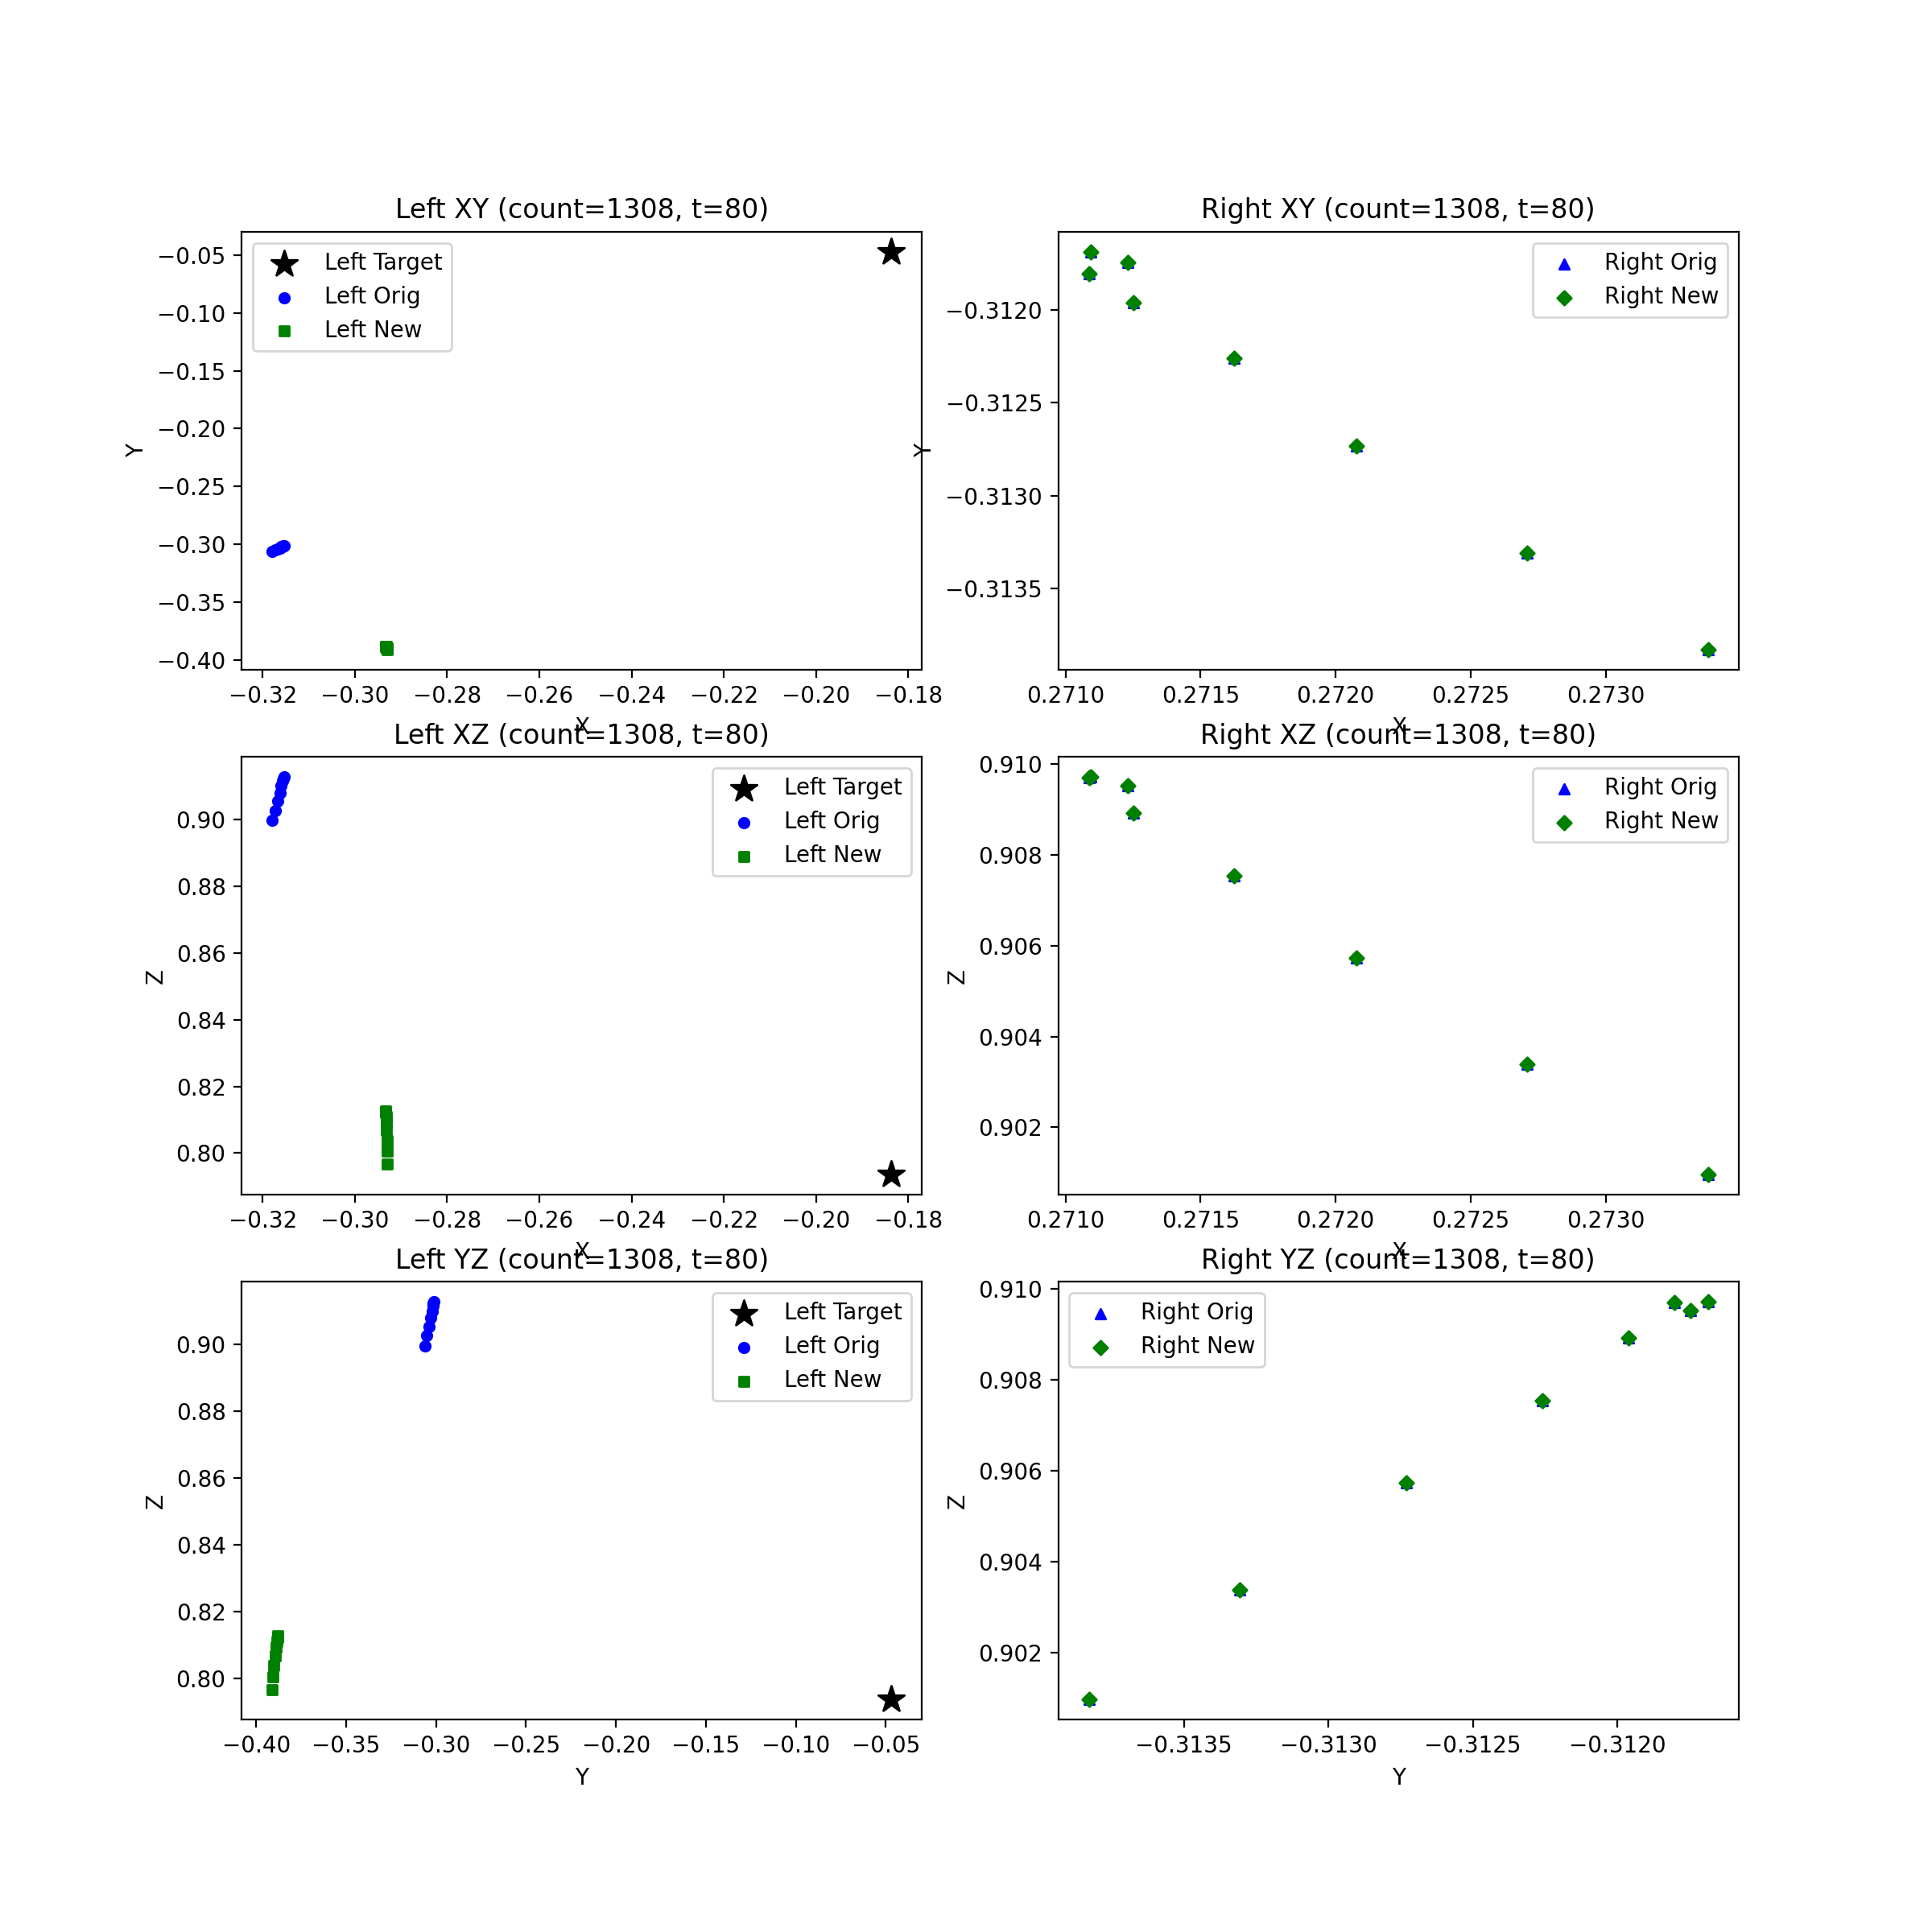 Left XY (count=1308, t=80)
Left Target
Left Orig
Left New
−0.05
−0.10
−0.15
−0.20
−0.25
−0.30
−0.35
−0.40
Y
−0.32 −0.30 −0.28 −0.26 −0.24 −0.22 −0.20 −0.18
X
Right XY (count=1308, t=80)
Right Orig
Right New
−0.3120
−0.3125
−0.3130
−0.3135
Y
0.2710 0.2715 0.2720 0.2725 0.2730
X
Left XZ (count=1308, t=80)
Left Target
Left Orig
Left New
0.90
0.88
0.86
0.84
0.82
0.80
Z
−0.32 −0.30 −0.28 −0.26 −0.24 −0.22 −0.20 −0.18
X
Right XZ (count=1308, t=80)
Right Orig
Right New
0.910
0.908
0.906
0.904
0.902
Z
0.2710 0.2715 0.2720 0.2725 0.2730
X
Left YZ (count=1308, t=80)
Left Target
Left Orig
Left New
0.90
0.88
0.86
0.84
0.82
0.80
Z
−0.40 −0.35 −0.30 −0.25 −0.20 −0.15 −0.10 −0.05
Y
Right YZ (count=1308, t=80)
Right Orig
Right New
0.910
0.908
0.906
0.904
0.902
Z
−0.3135 −0.3130 −0.3125 −0.3120
Y